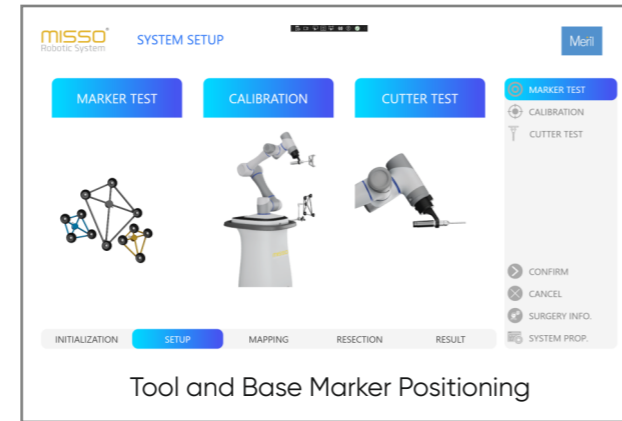 MISSO
Robotic System
SYSTEM SETUP
Meril
MARKER TEST
CALIBRATION
CUTTER TEST
MARKER TEST
CALIBRATION
CUTTER TEST
CONFIRM
CANCEL
SURGERY INFO.
SYSTEM PROP.
INITIALIZATION SETUP MAPPING RESECTION RESULT
Tool and Base Marker Positioning